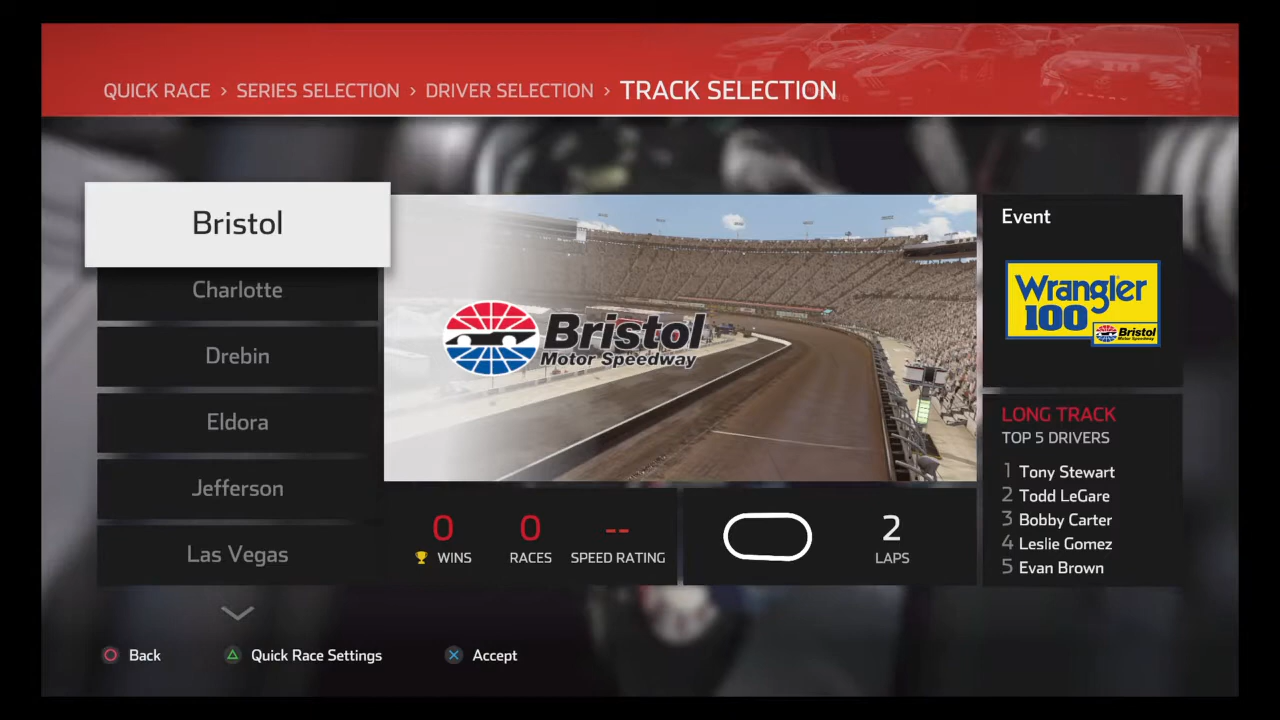 QUICK RACE › SERIES SELECTION › DRIVER SELECTION › TRACK SELECTION
Bristol
Charlotte
Drebin
Eldora
Jefferson
Las Vegas
Bristol
Motor Speedway
0
WINS
0
RACES
--
SPEED RATING
2
LAPS
Event
Wrangler
100
Bristol
LONG TRACK
TOP 5 DRIVERS
1 Tony Stewart
2 Todd LeGare
3 Bobby Carter
4 Leslie Gomez
5 Evan Brown
Back
Quick Race Settings
Accept